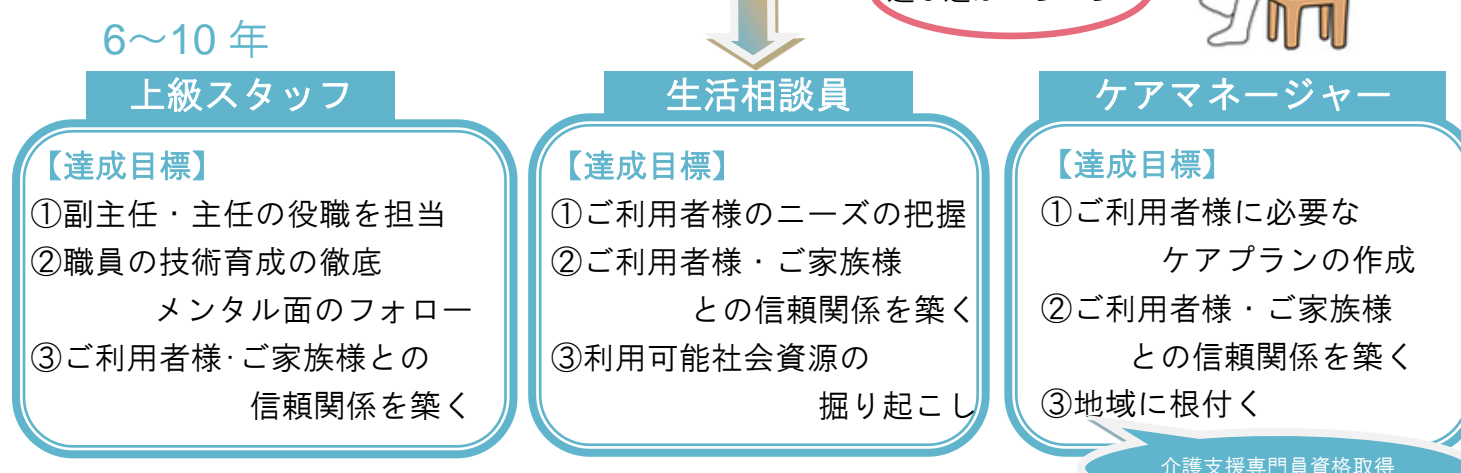 6～10 年
上級スタッフ
【達成目標】
①副主任・主任の役職を担当
②職員の技術育成の徹底
メンタル面のフォロー
③ご利用者様･ご家族様との
信頼関係を築く
生活相談員
【達成目標】
①ご利用者様のニーズの把握
②ご利用者様・ご家族様
との信頼関係を築く
③利用可能社会資源の
掘り起こし
ケアマネージャー
【達成目標】
①ご利用者様に必要な
ケアプランの作成
②ご利用者様・ご家族様
との信頼関係を築く
③地域に根付く
介護支援専門員資格取得